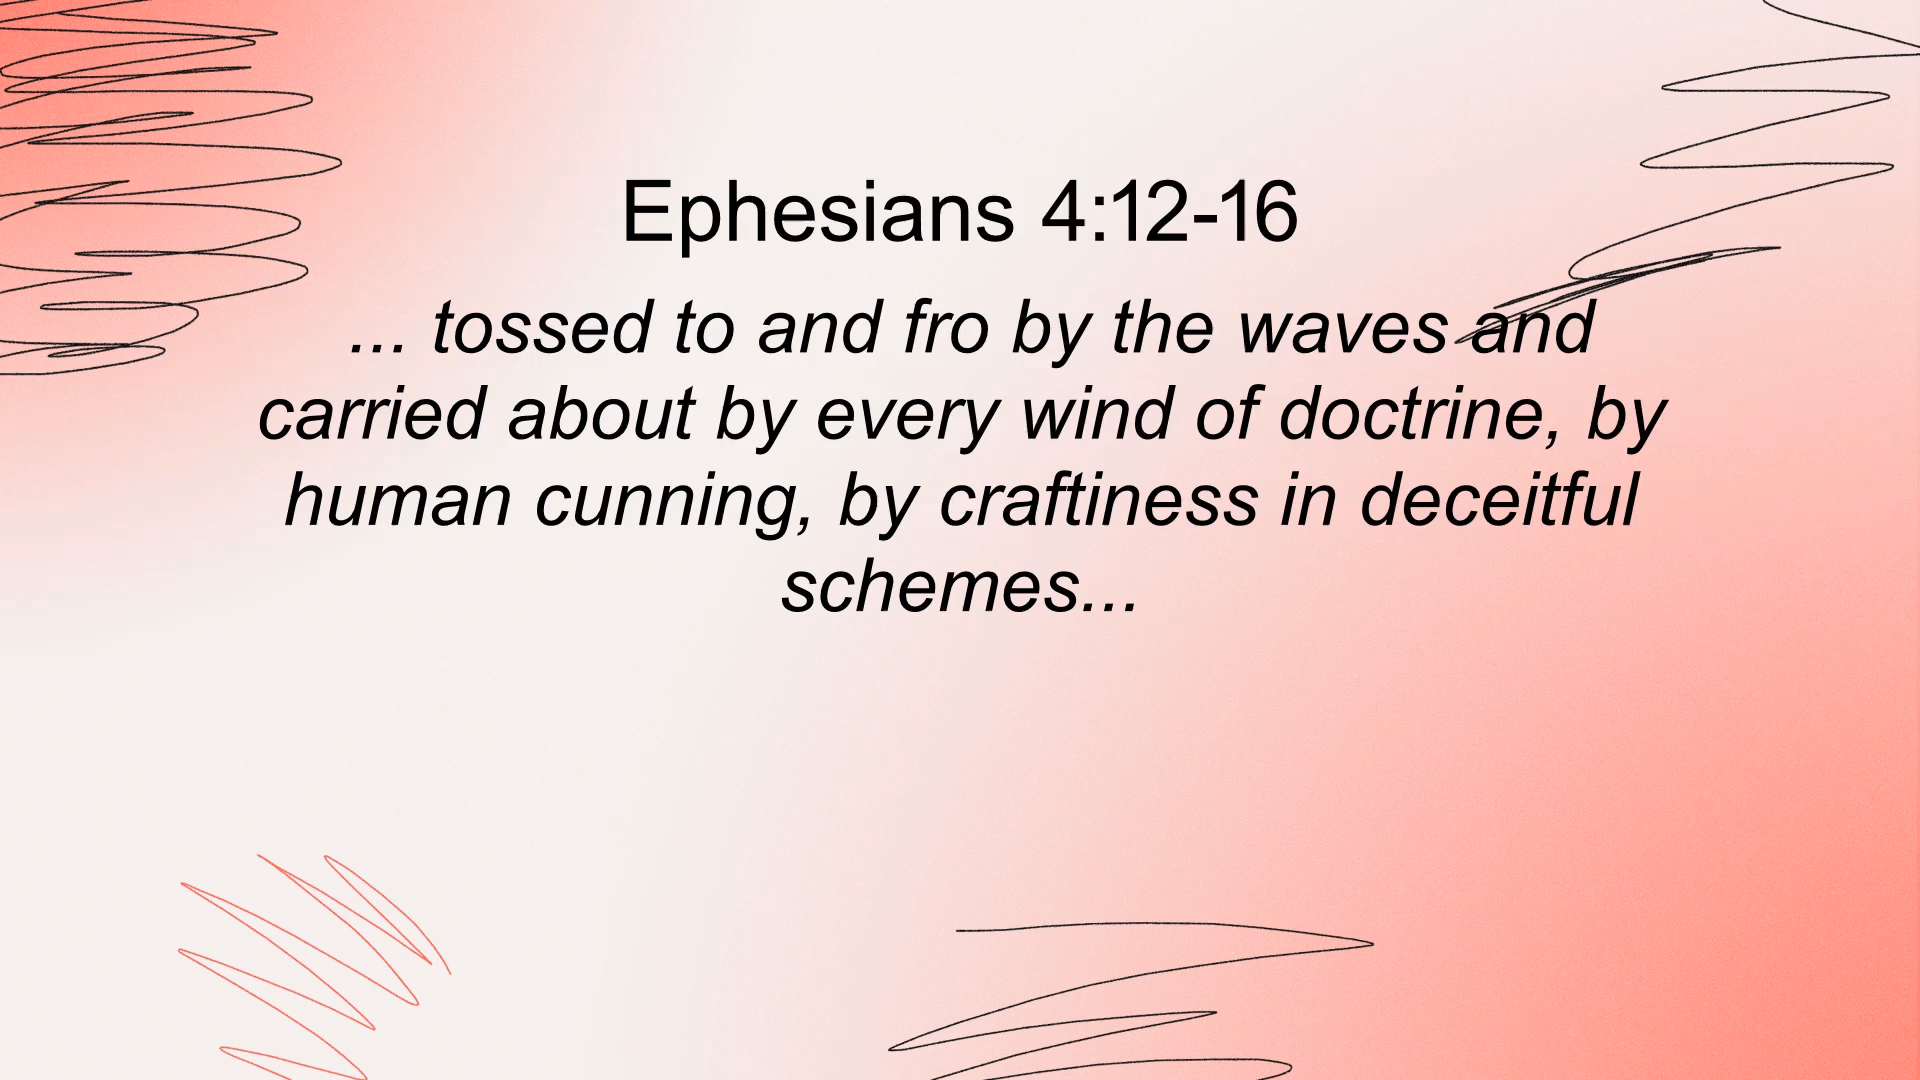 Ephesians 4:12-16
... tossed to and fro by the waves and
carried about by every wind of doctrine, by
human cunning, by craftiness in deceitful
schemes...